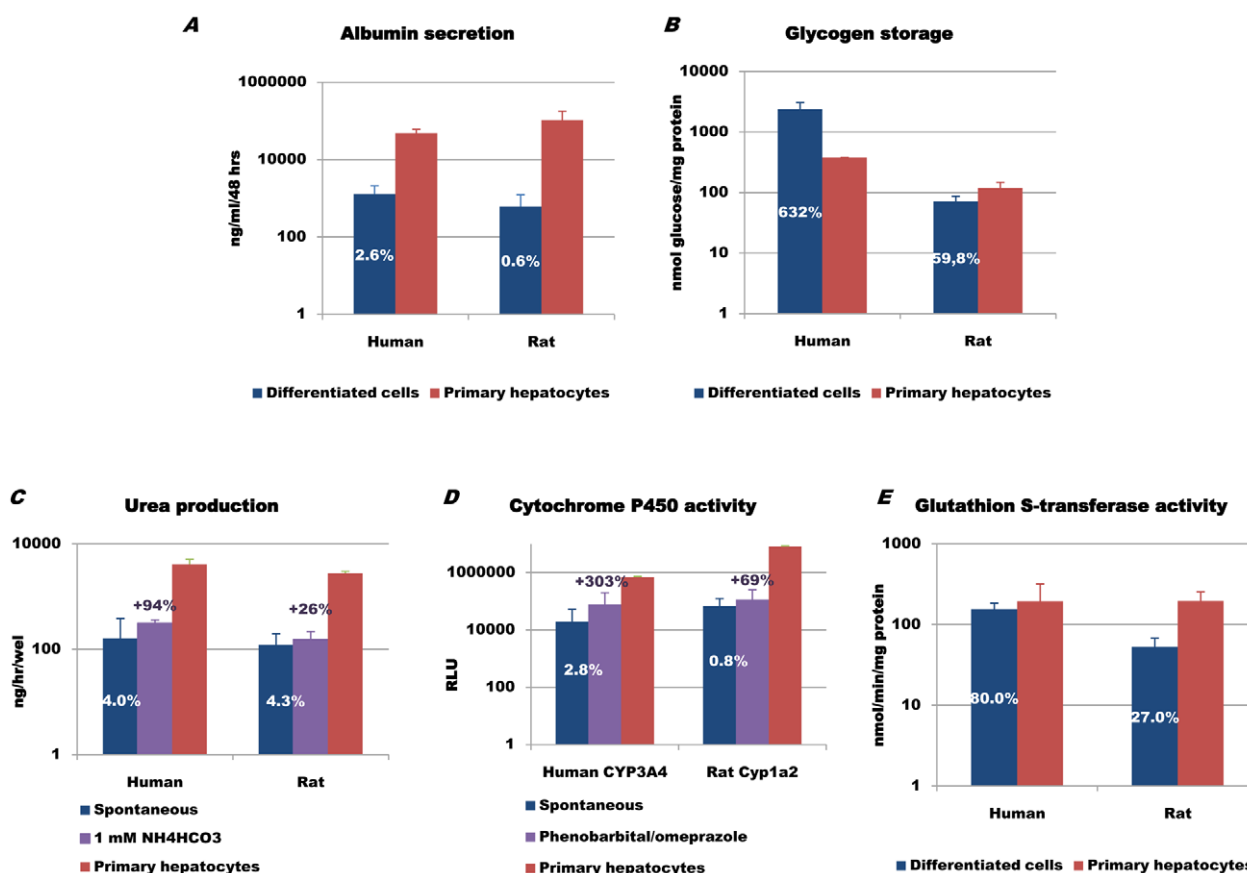 A
Albumin secretion
1000000
10000
100
1
ng/ml/48 hrs
2.6%
0.6%
Human
Rat
Differentiated cells
Primary hepatocytes
B
Glycogen storage
10000
1000
100
10
1
nmol glucose/mg protein
632%
59,8%
Human
Rat
Differentiated cells
Primary hepatocytes
C
Urea production
10000
100
1
ng/hr/wel
+94%
+26%
4.0%
4.3%
Human
Rat
Spontaneous
1 mM NH4HCO3
Primary hepatocytes
D
Cytochrome P450 activity
1000000
10000
100
1
RLU
+303%
+69%
2.8%
0.8%
Human CYP3A4
Rat Cyp1a2
Spontaneous
Phenobarbital/omeprazole
Primary hepatocytes
E
Glutathion S-transferase activity
1000
100
10
1
nmol/min/mg protein
80.0%
27.0%
Human
Rat
Differentiated cells
Primary hepatocytes